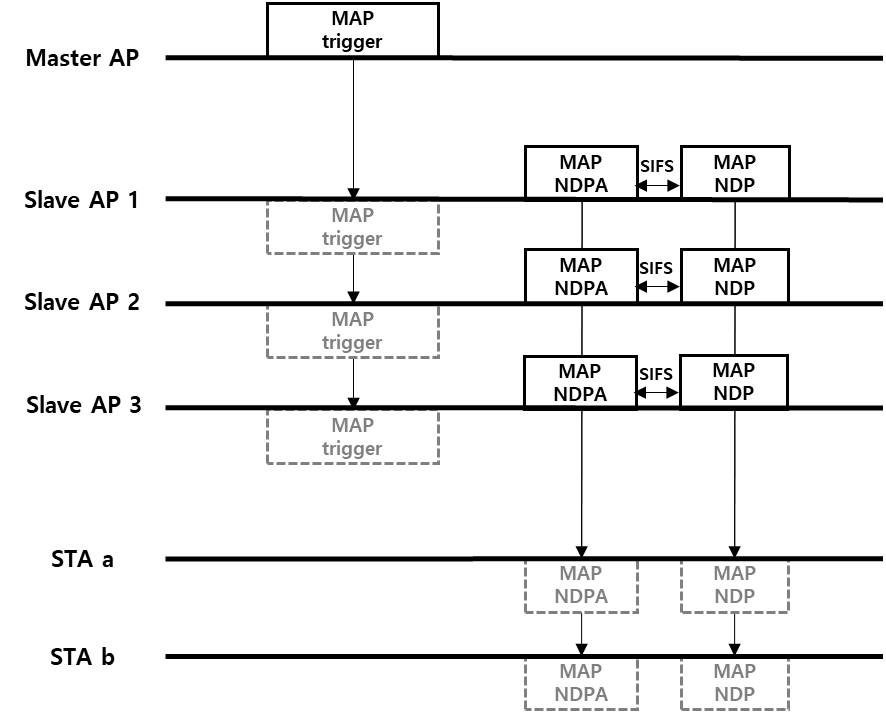 MAP
trigger
Master AP
MAP
NDPA
SIFS
MAP
NDP
Slave AP 1
MAP
trigger
MAP
NDPA
SIFS
MAP
NDP
Slave AP 2
MAP
trigger
MAP
NDPA
SIFS
MAP
NDP
Slave AP 3
MAP
trigger
STA a
MAP
NDPA
MAP
NDP
STA b
MAP
NDPA
MAP
NDP